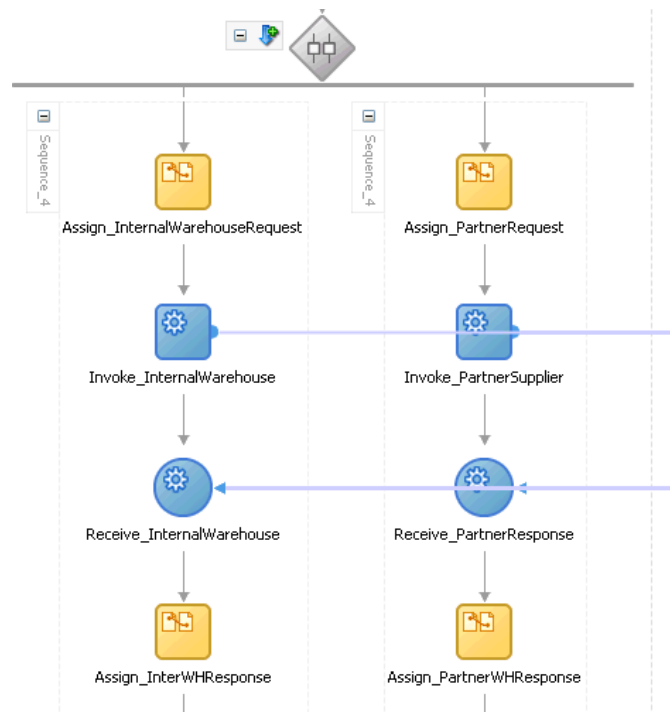 Sequence_4
Sequence_4
Assign_InternalWarehouseRequest
Assign_PartnerRequest
Invoke_InternalWarehouse
Invoke_PartnerSupplier
Receive_InternalWarehouse
Receive_PartnerResponse
Assign_InterWHResponse
Assign_PartnerWHResponse